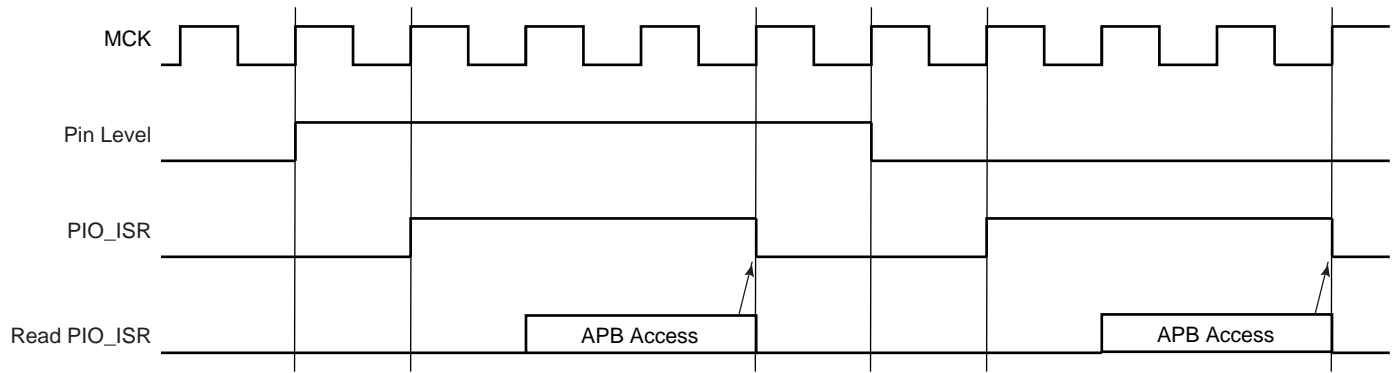 MCK
Pin Level
PIO_ISR
Read PIO_ISR
APB Access
APB Access